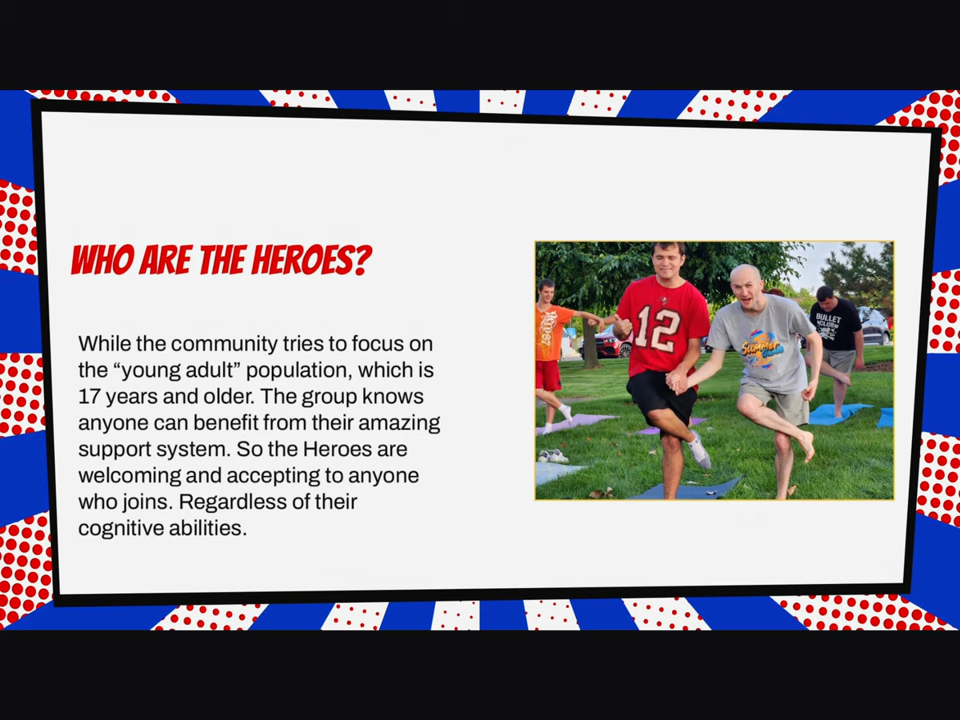 WHO ARE THE HEROES?
While the community tries to focus on
the “young adult” population, which is
17 years and older. The group knows
anyone can benefit from their amazing
support system. So the Heroes are
welcoming and accepting to anyone
who joins. Regardless of their
cognitive abilities.
12
Summer
BULLET